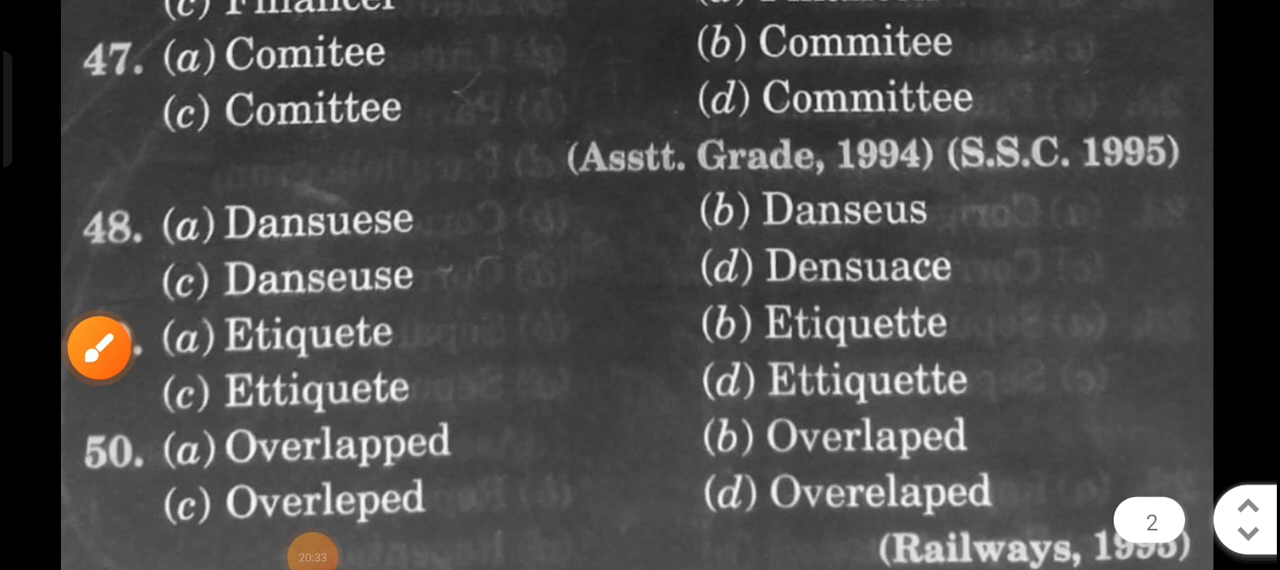 47. (a) Comitee (b) Commitee
(c) Comittee (d) Committee
(Asstt. Grade, 1994) (S.S.C. 1995)
48. (a) Dansuese (b) Danseus
(c) Danseuse (d) Densuace
. (a) Etiquete (b) Etiquette
(c) Ettiquete (d) Ettiquette
50. (a) Overlapped (b) Overlaped
(c) Overleped (d) Overelaped
2
20:33
(Railways,